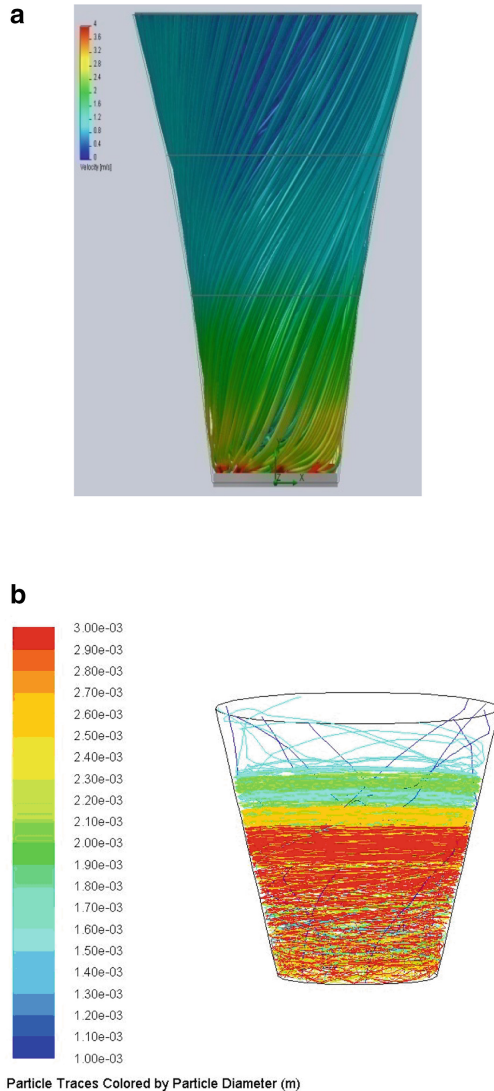 a
4
3.6
3.2
2.8
2.4
2
1.6
1.2
0.8
0.4
0
Velocity [m/s]
Z X
b
3.00e-03
2.90e-03
2.80e-03
2.70e-03
2.60e-03
2.50e-03
2.40e-03
2.30e-03
2.20e-03
2.10e-03
2.00e-03
1.90e-03
1.80e-03
1.70e-03
1.60e-03
1.50e-03
1.40e-03
1.30e-03
1.20e-03
1.10e-03
1.00e-03
Particle Traces Colored by Particle Diameter (m)